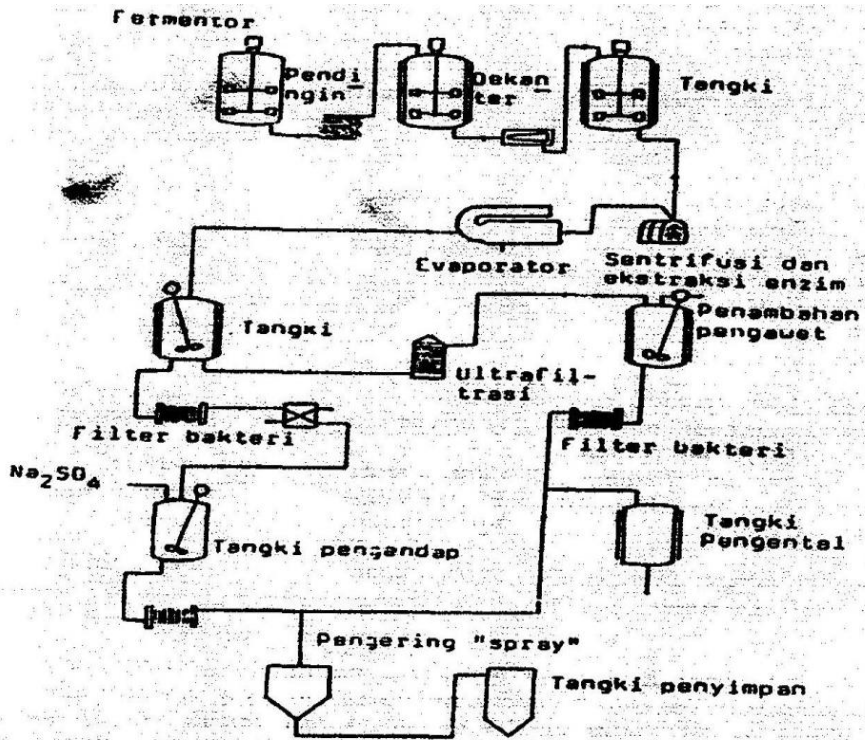 Fermentor
Pendi
ngin
Dekan
ter
Tangki
Evaporator
Sentrifusi dan
ekstraksi enzim
Tangki
Penambahan
pengawet
Ultrafil-
trasi
Filter bakteri
Filter bakteri
Na₂SO₄
Tangki pengendap
Tangki
Pengental
Pengering "spray"
Tangki penyimpan